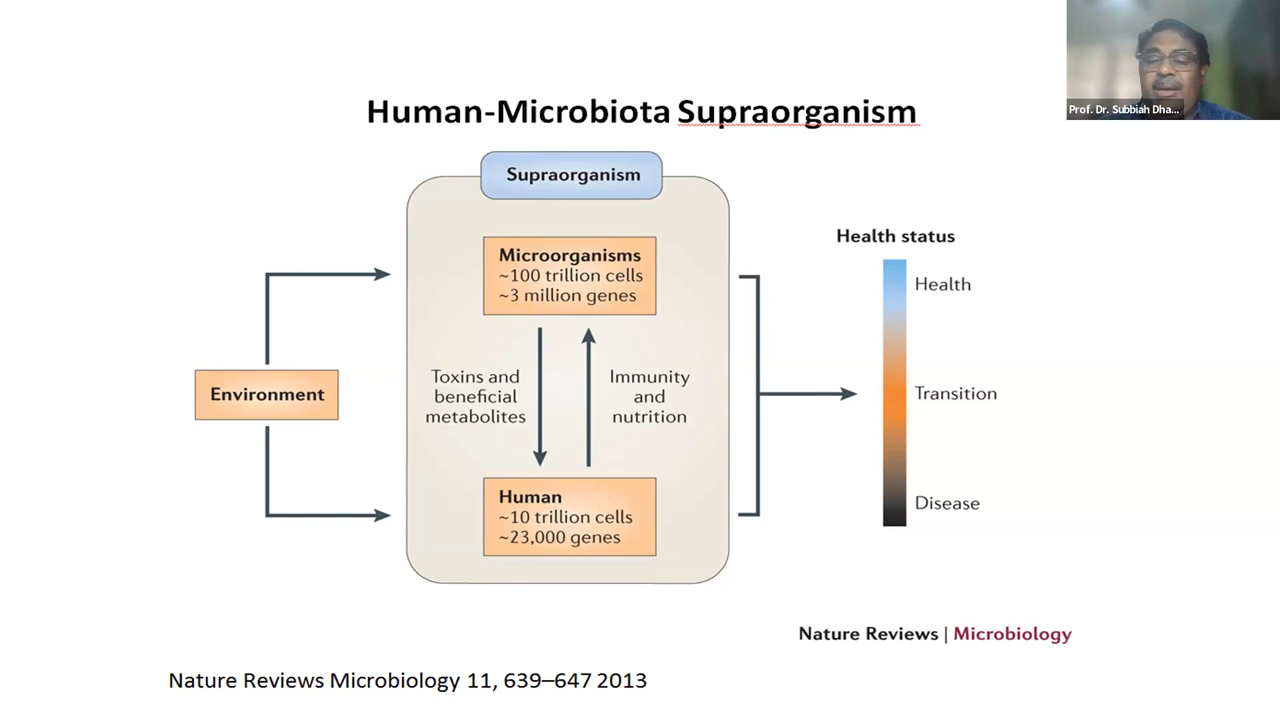 Prof. Dr. Subbiah Dha...
Human-Microbiota Supraorganism
Supraorganism
Microorganisms
~100 trillion cells
~3 million genes
Environment
Toxins and
beneficial
metabolites
Immunity
and
nutrition
Human
~10 trillion cells
~23,000 genes
Health status
Health
Transition
Disease
Nature Reviews | Microbiology
Nature Reviews Microbiology 11, 639–647 2013